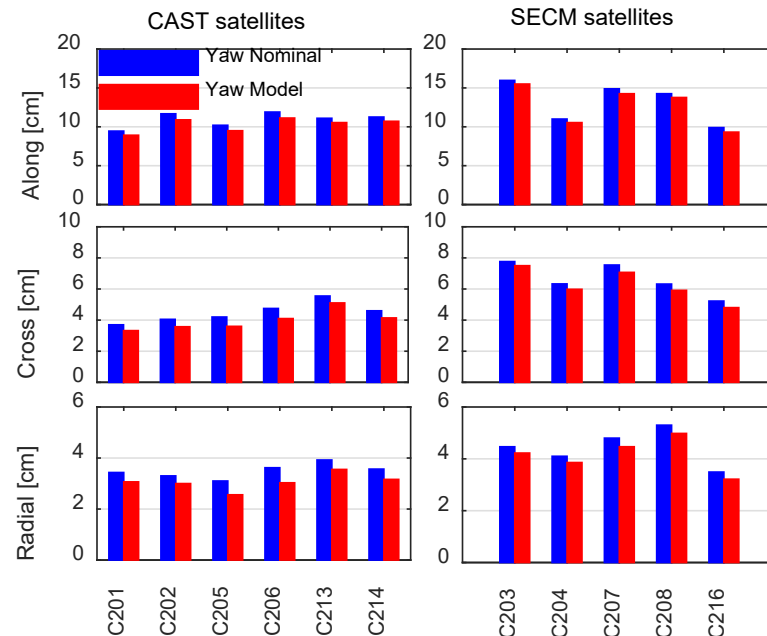 CAST satellites
SECM satellites
Yaw Nominal
Yaw Model
Along [cm]
20
15
10
5
0
20
15
10
5
0
Cross [cm]
10
8
6
4
2
0
10
8
6
4
2
0
Radial [cm]
6
4
2
0
6
4
2
0
C201
C202
C205
C206
C213
C214
C203
C204
C207
C208
C216